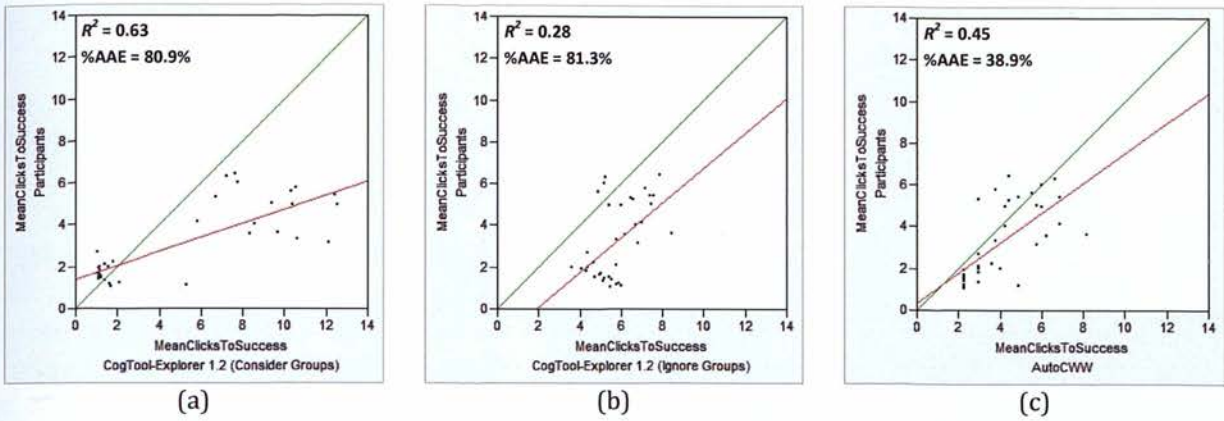 R² = 0.63
%AAE = 80.9%
14
12
10
8
6
4
2
0
MeanClicksToSuccess
Participants
0 2 4 6 8 10 12 14
MeanClicksToSuccess
CogTool-Explorer 1.2 (Consider Groups)
(a)
R² = 0.28
%AAE = 81.3%
14
12
10
8
6
4
2
0
MeanClicksToSuccess
Participants
0 2 4 6 8 10 12 14
MeanClicksToSuccess
CogTool-Explorer 1.2 (Ignore Groups)
(b)
R² = 0.45
%AAE = 38.9%
14
12
10
8
6
4
2
0
MeanClicksToSuccess
Participants
0 2 4 6 8 10 12 14
MeanClicksToSuccess
AutoCWW
(c)